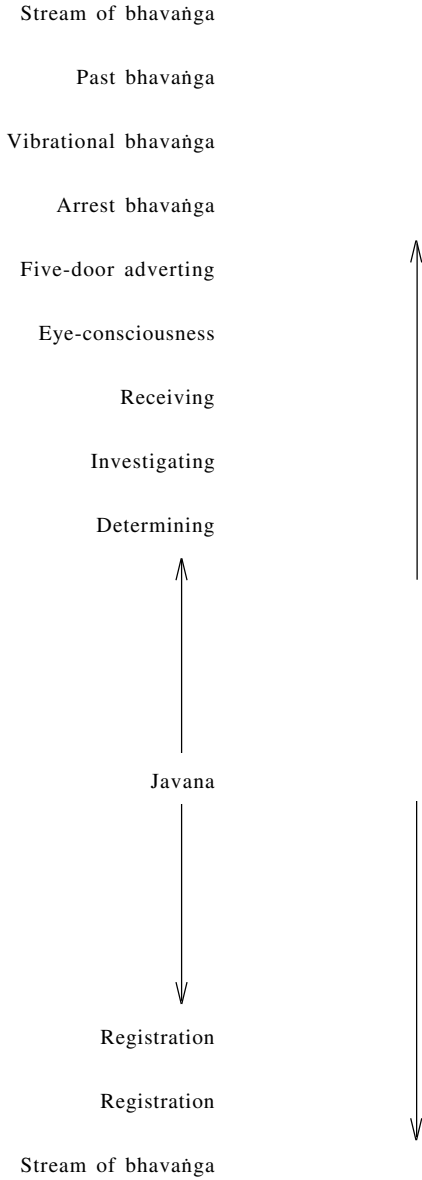 Stream of bhavaṅga
Past bhavaṅga
Vibrational bhavaṅga
Arrest bhavaṅga
Five-door adverting
Eye-consciousness
Receiving
Investigating
Determining
Javana
Registration
Registration
Stream of bhavaṅga